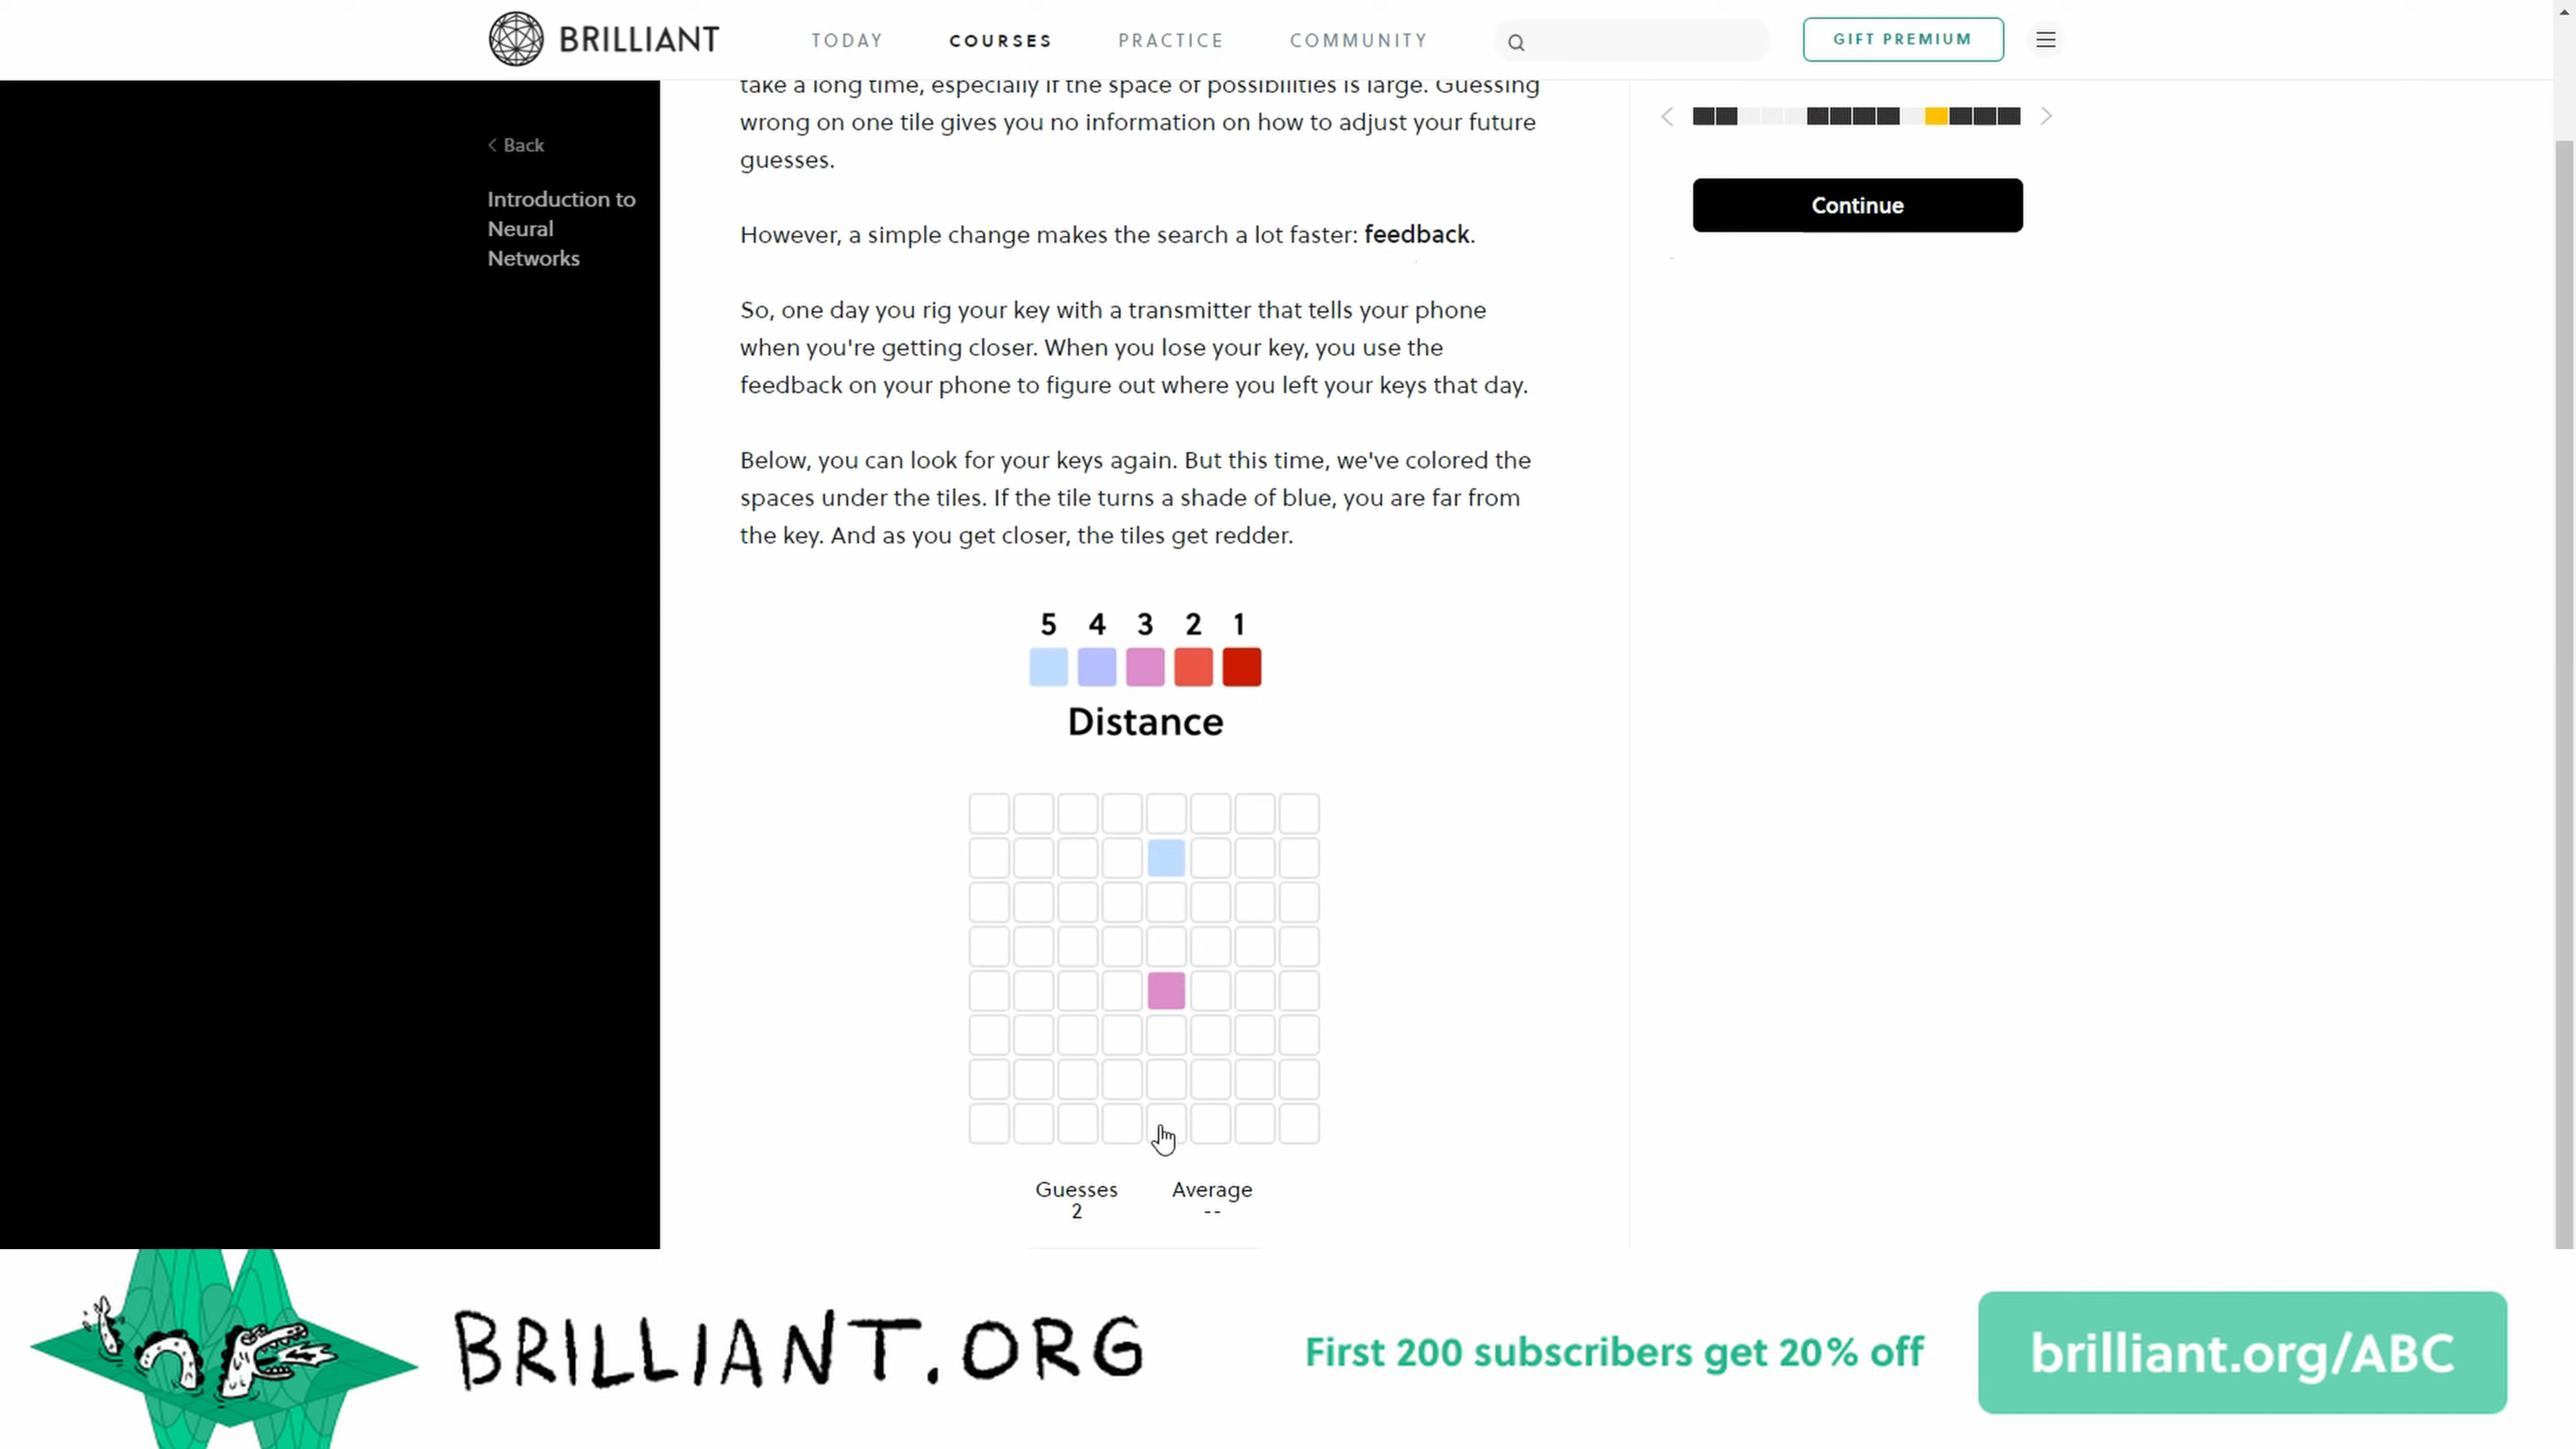 BRILLIANT
TODAY
COURSES
PRACTICE
COMMUNITY
GIFT PREMIUM
Back
Introduction to
Neural
Networks
take a long time, especially if the space of possibilities is large. Guessing
wrong on one tile gives you no information on how to adjust your future
guesses.
However, a simple change makes the search a lot faster: feedback.
So, one day you rig your key with a transmitter that tells your phone
when you're getting closer. When you lose your key, you use the
feedback on your phone to figure out where you left your keys that day.
Below, you can look for your keys again. But this time, we've colored the
spaces under the tiles. If the tile turns a shade of blue, you are far from
the key. And as you get closer, the tiles get redder.
5 4 3 2 1
Distance
Guesses Average
2 --
Continue
BRILLIANT.ORG
First 200 subscribers get 20% off
brilliant.org/ABC